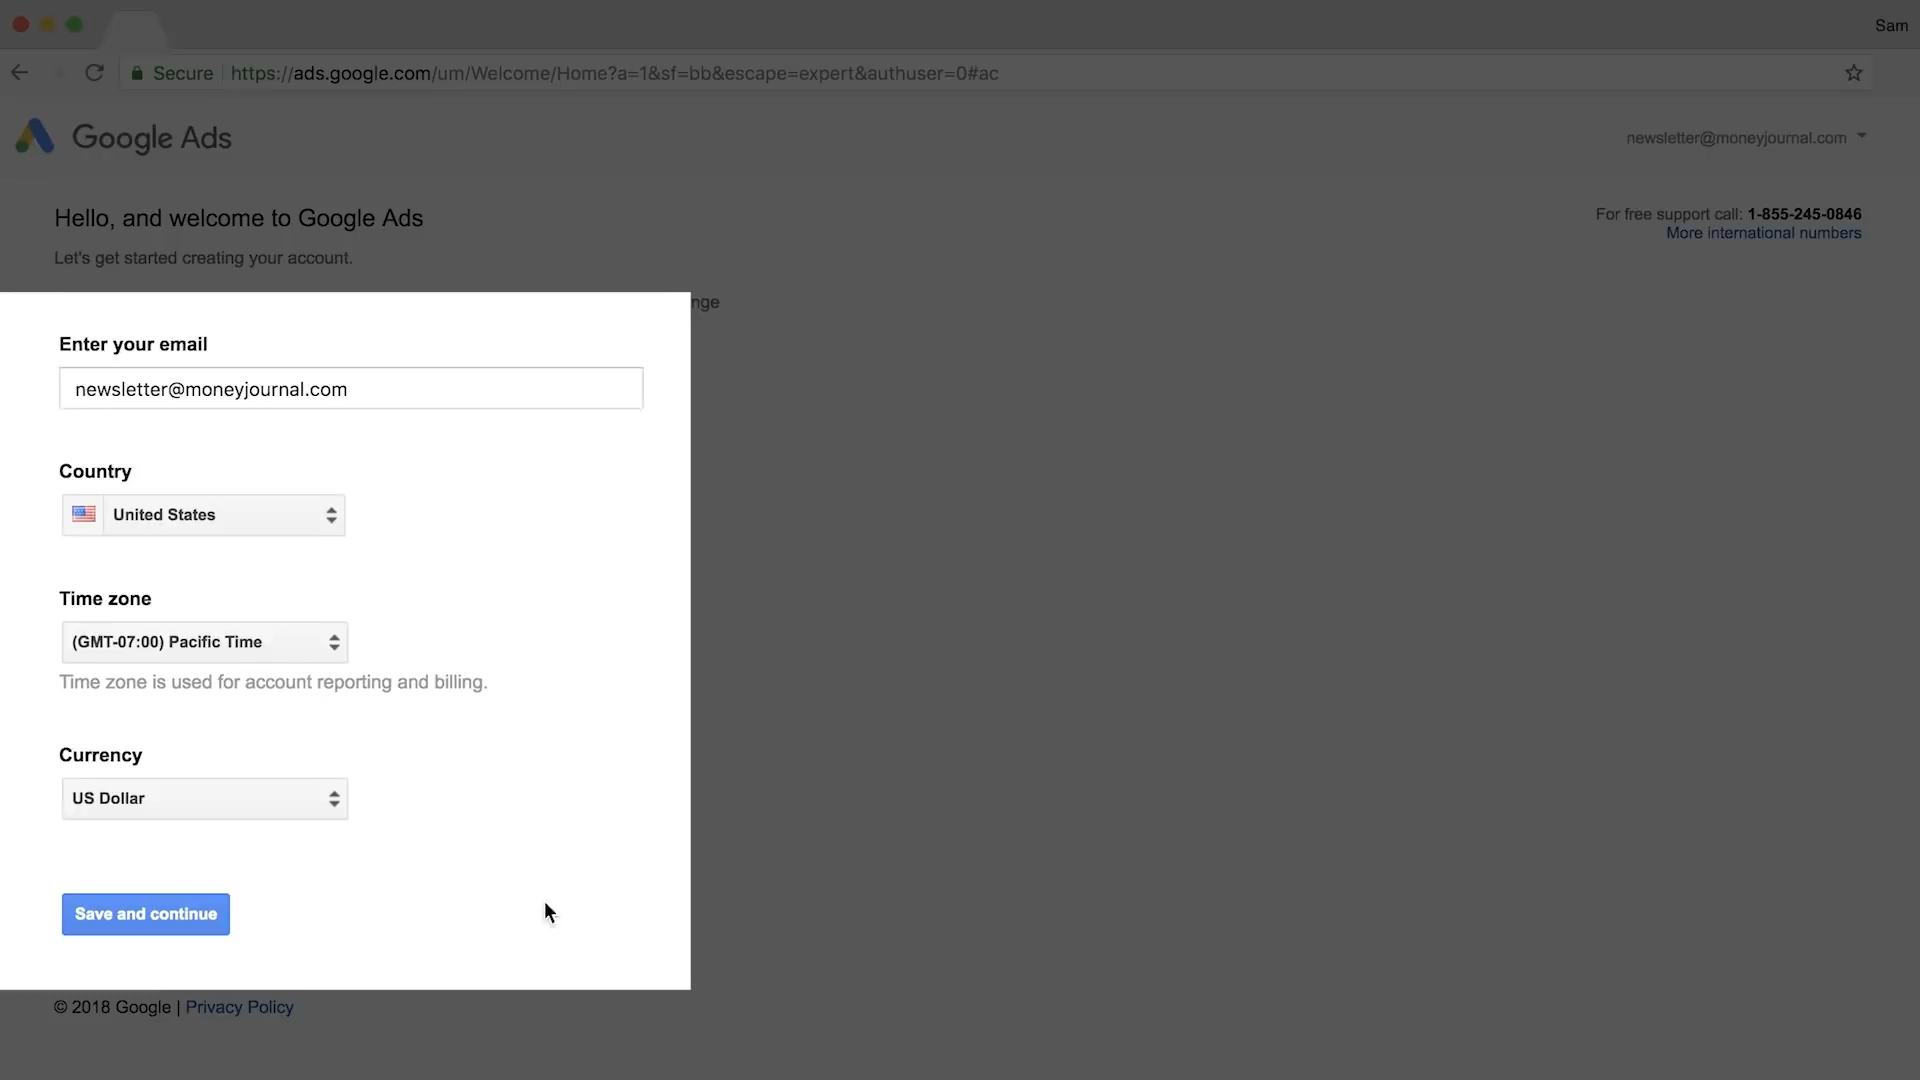 Sam
Secure https://ads.google.com/um/Welcome/Home?a=1&sf=bb&escape=expert&authuser=0#ac
Google Ads
newsletter@moneyjournal.com
Hello, and welcome to Google Ads
For free support call: 1-855-245-0846
More international numbers
Let's get started creating your account.
Enter your email
newsletter@moneyjournal.com
Country
United States
Time zone
(GMT-07:00) Pacific Time
Time zone is used for account reporting and billing.
Currency
US Dollar
Save and continue
© 2018 Google | Privacy Policy